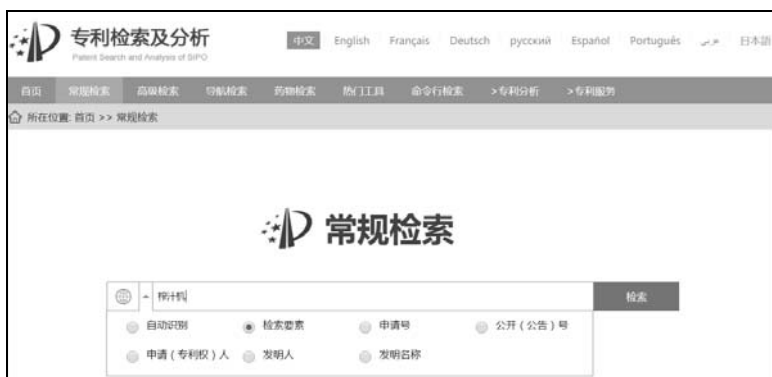 专利检索及分析
Patent Search and Analysis of SIPO
中文 English Français Deutsch русский Español Português عربي 日本語
首页 常规检索 高级检索 导航检索 药物检索 热门工具 命令行检索 >专利分析 >专利服务
所在位置: 首页 >> 常规检索
常规检索
榨汁机 检索
自动识别 检索要素 申请号 公开(公告)号
申请(专利权)人 发明人 发明名称